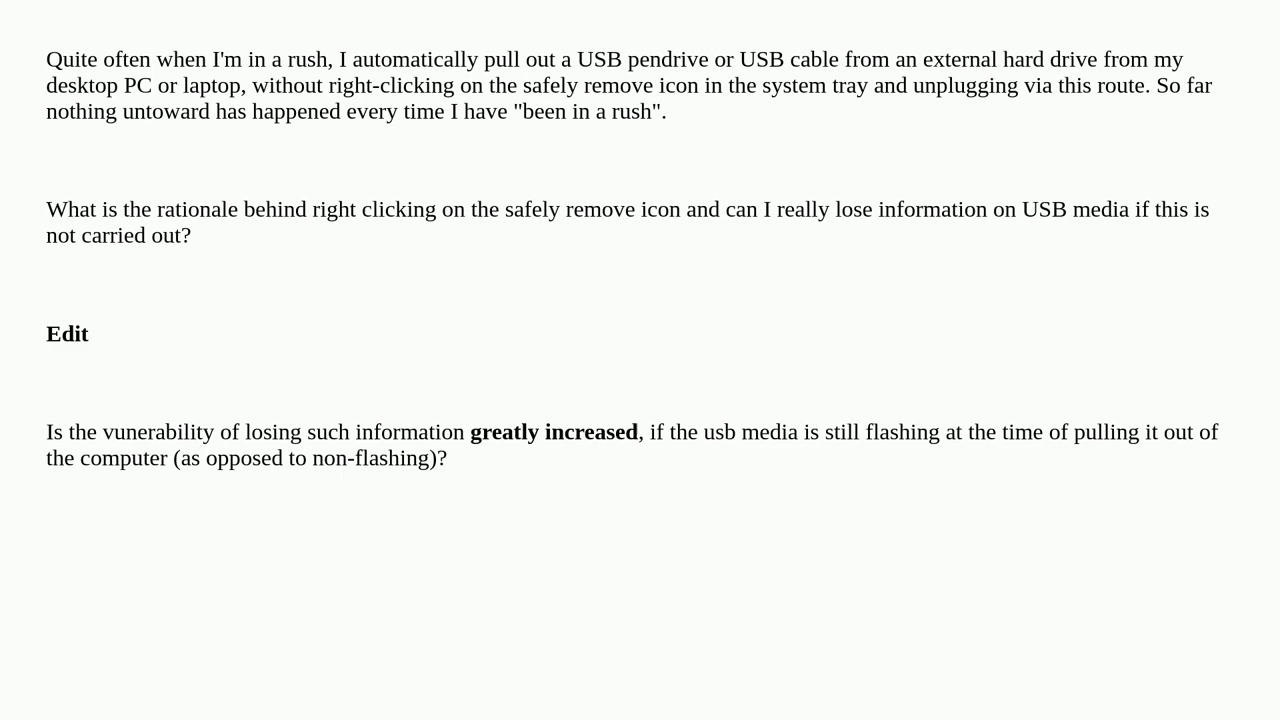 Quite often when I'm in a rush, I automatically pull out a USB pendrive or USB cable from an external hard drive from my
desktop PC or laptop, without right-clicking on the safely remove icon in the system tray and unplugging via this route. So far
nothing untoward has happened every time I have "been in a rush".
What is the rationale behind right clicking on the safely remove icon and can I really lose information on USB media if this is
not carried out?
Edit
Is the vunerability of losing such information greatly increased, if the usb media is still flashing at the time of pulling it out of
the computer (as opposed to non-flashing)?